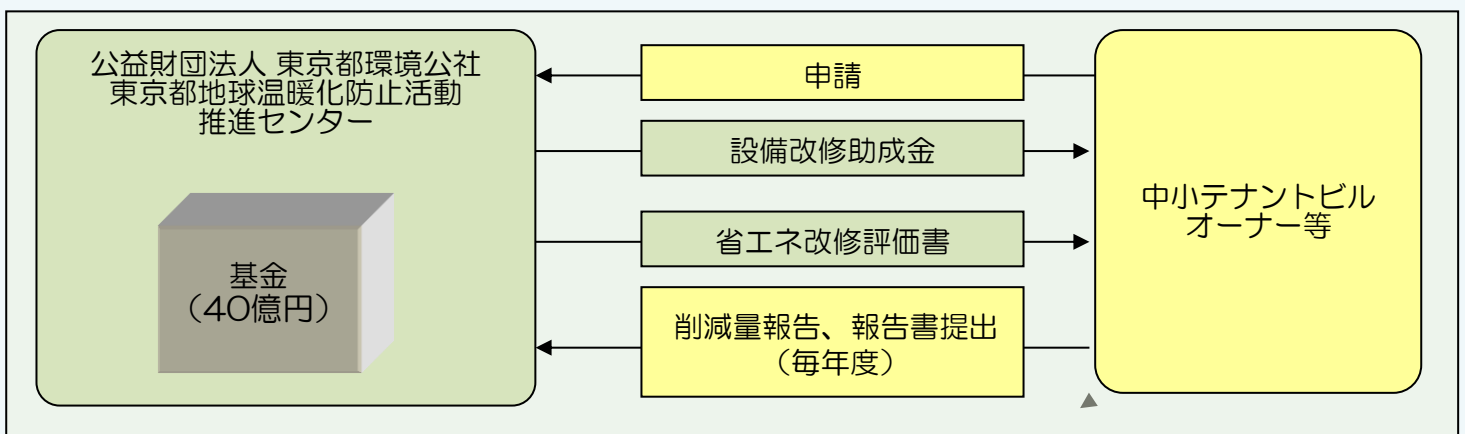 公益財団法人 東京都環境公社
東京都地球温暖化防止活動
推進センター
基金
（40億円）
申請
設備改修助成金
省エネ改修評価書
削減量報告、報告書提出
（毎年度）
中小テナントビル
オーナー等